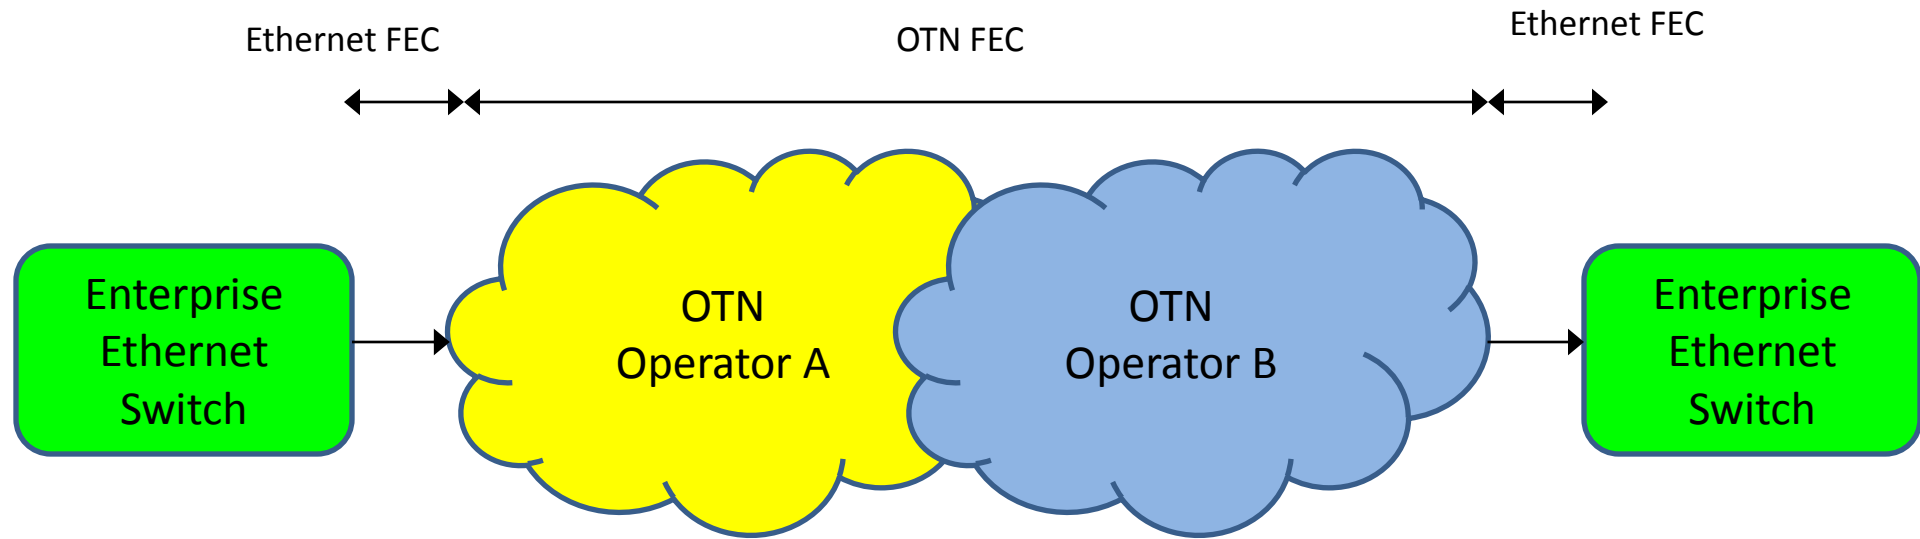 Ethernet FEC
OTN FEC
Ethernet FEC
Enterprise
Ethernet
Switch
OTN
Operator A
OTN
Operator B
Enterprise
Ethernet
Switch